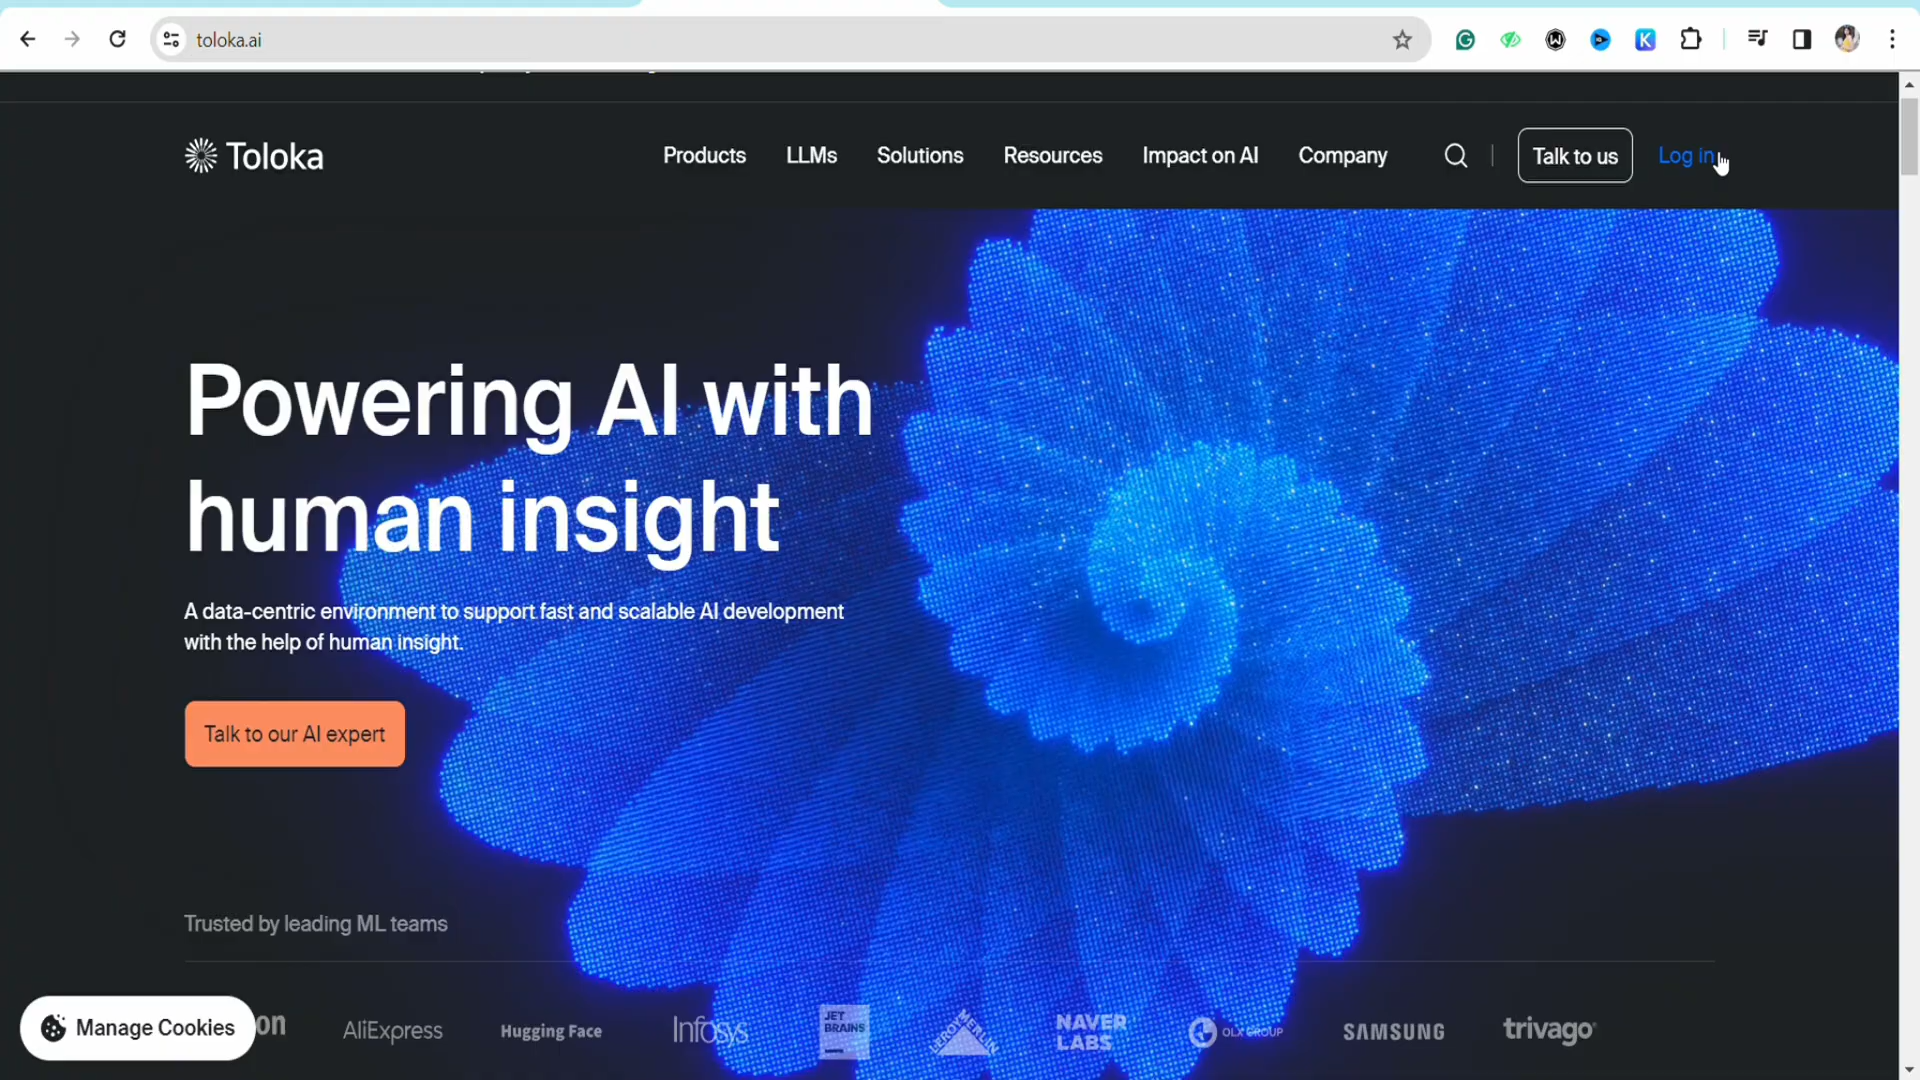 toloka.ai
Toloka
Products LLMs Solutions Resources Impact on AI Company Talk to us Log in
Powering AI with
human insight
A data-centric environment to support fast and scalable AI development
with the help of human insight.
Talk to our AI expert
Trusted by leading ML teams
Manage Cookies
on AliExpress Hugging Face Infosys JET BRAINS LEROY MERLIN NAVER LABS OLX GROUP SAMSUNG trivago